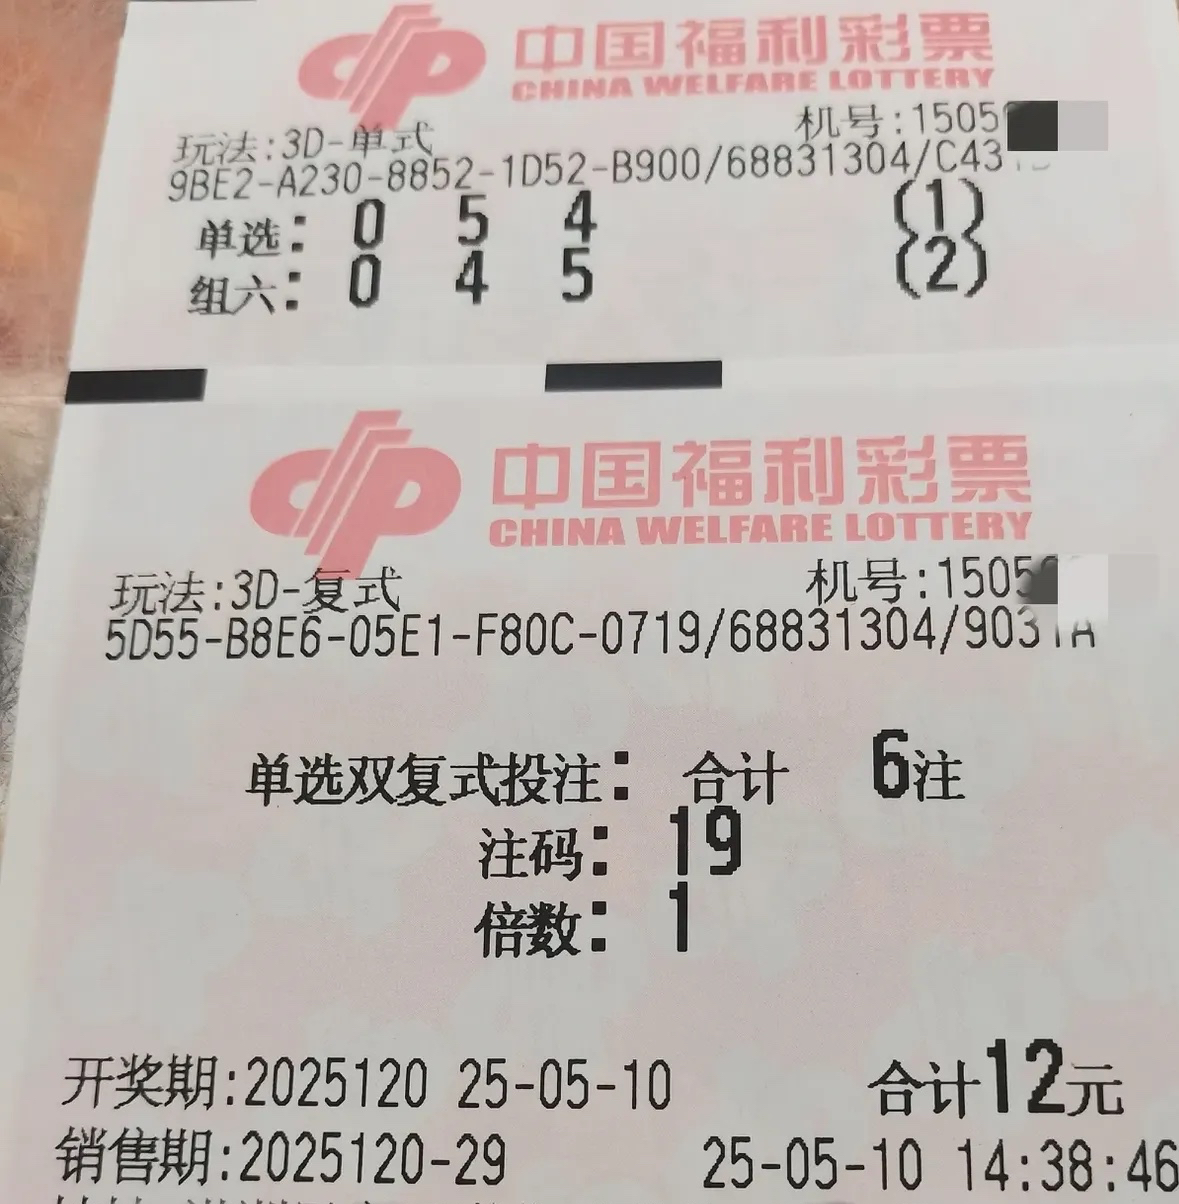 中国福利彩票
CHINA WELFARE LOTTERY
玩法:3D-单式 机号:1505
9BE2-A230-8852-1D52-B900/68831304/C43
单选: 0 5 4 (1)
组六: 0 4 5 (2)
中国福利彩票
CHINA WELFARE LOTTERY
玩法:3D-复式 机号:1505
5D55-B8E6-05E1-F80C-0719/68831304/9031A
单选双复式投注: 合计 6注
注码: 19
倍数: 1
开奖期:2025120 25-05-10 合计12元
销售期:2025120-29 25-05-10 14:38:46